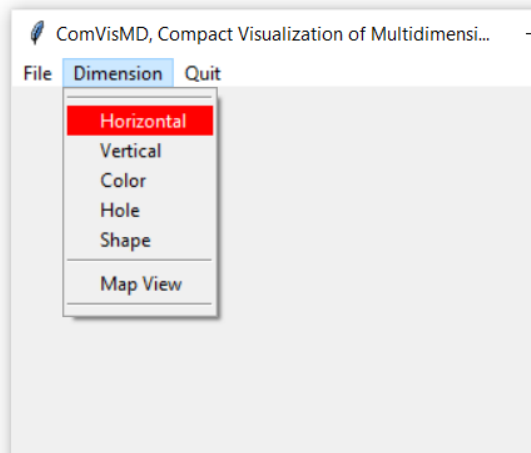 ComVisMD, Compact Visualization of Multidimensi...
File Dimension Quit
Horizontal
Vertical
Color
Hole
Shape
Map View